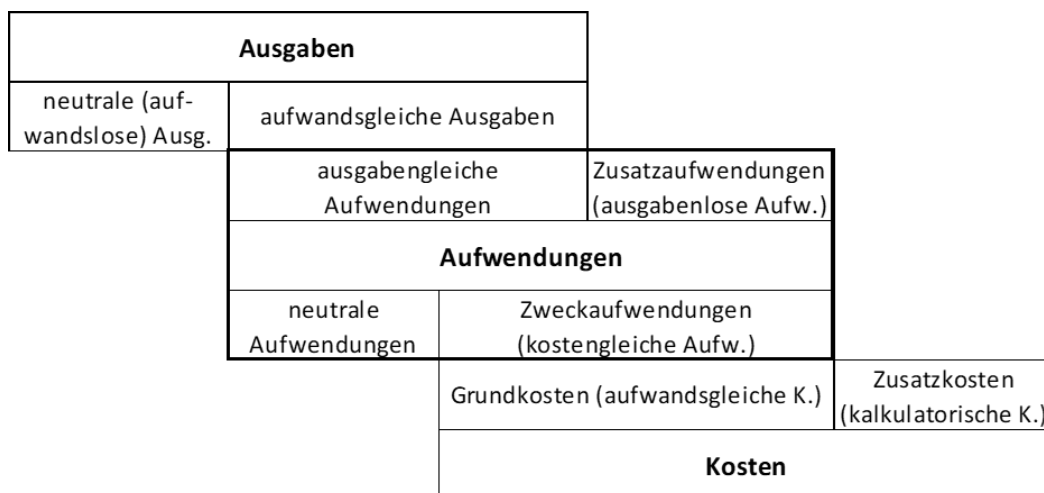 Ausgaben
neutrale (auf-
wandslose) Ausg.
aufwandsgleiche Ausgaben
ausgabengleiche
Aufwendungen
Zusatzaufwendungen
(ausgabenlose Aufw.)
Aufwendungen
neutrale
Aufwendungen
Zweckaufwendungen
(kostengleiche Aufw.)
Grundkosten (aufwandsgleiche K.)
Zusatzkosten
(kalkulatorische K.)
Kosten